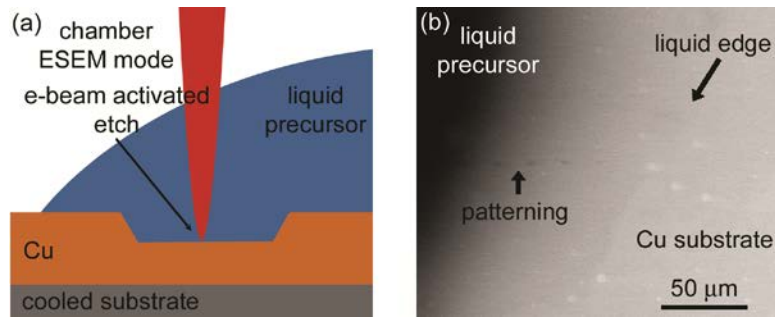 (a)
chamber
ESEM mode
e-beam activated
etch
liquid
precursor
Cu
cooled substrate
(b)
liquid
precursor
liquid edge
patterning
Cu substrate
50 μm